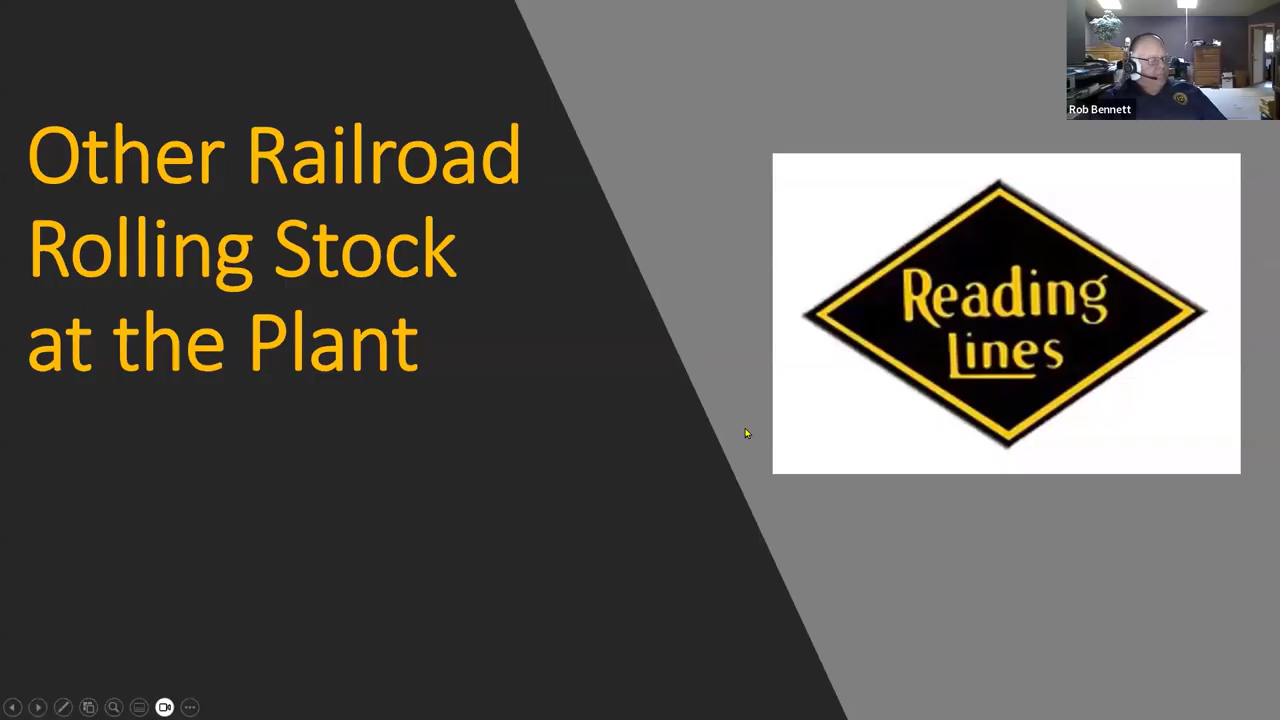 Other Railroad
Rolling Stock
at the Plant
Reading
Lines
Rob Bennett